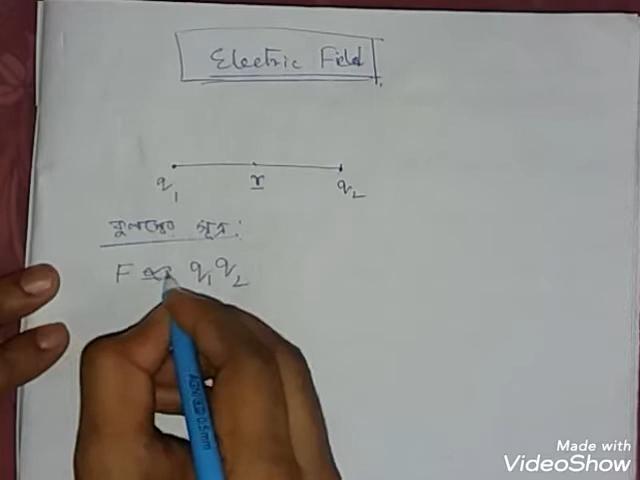 Electric Field
q₁ r q₂
কুলম্বের সূত্র:
F ∝ q₁q₂
Made with
VideoShow